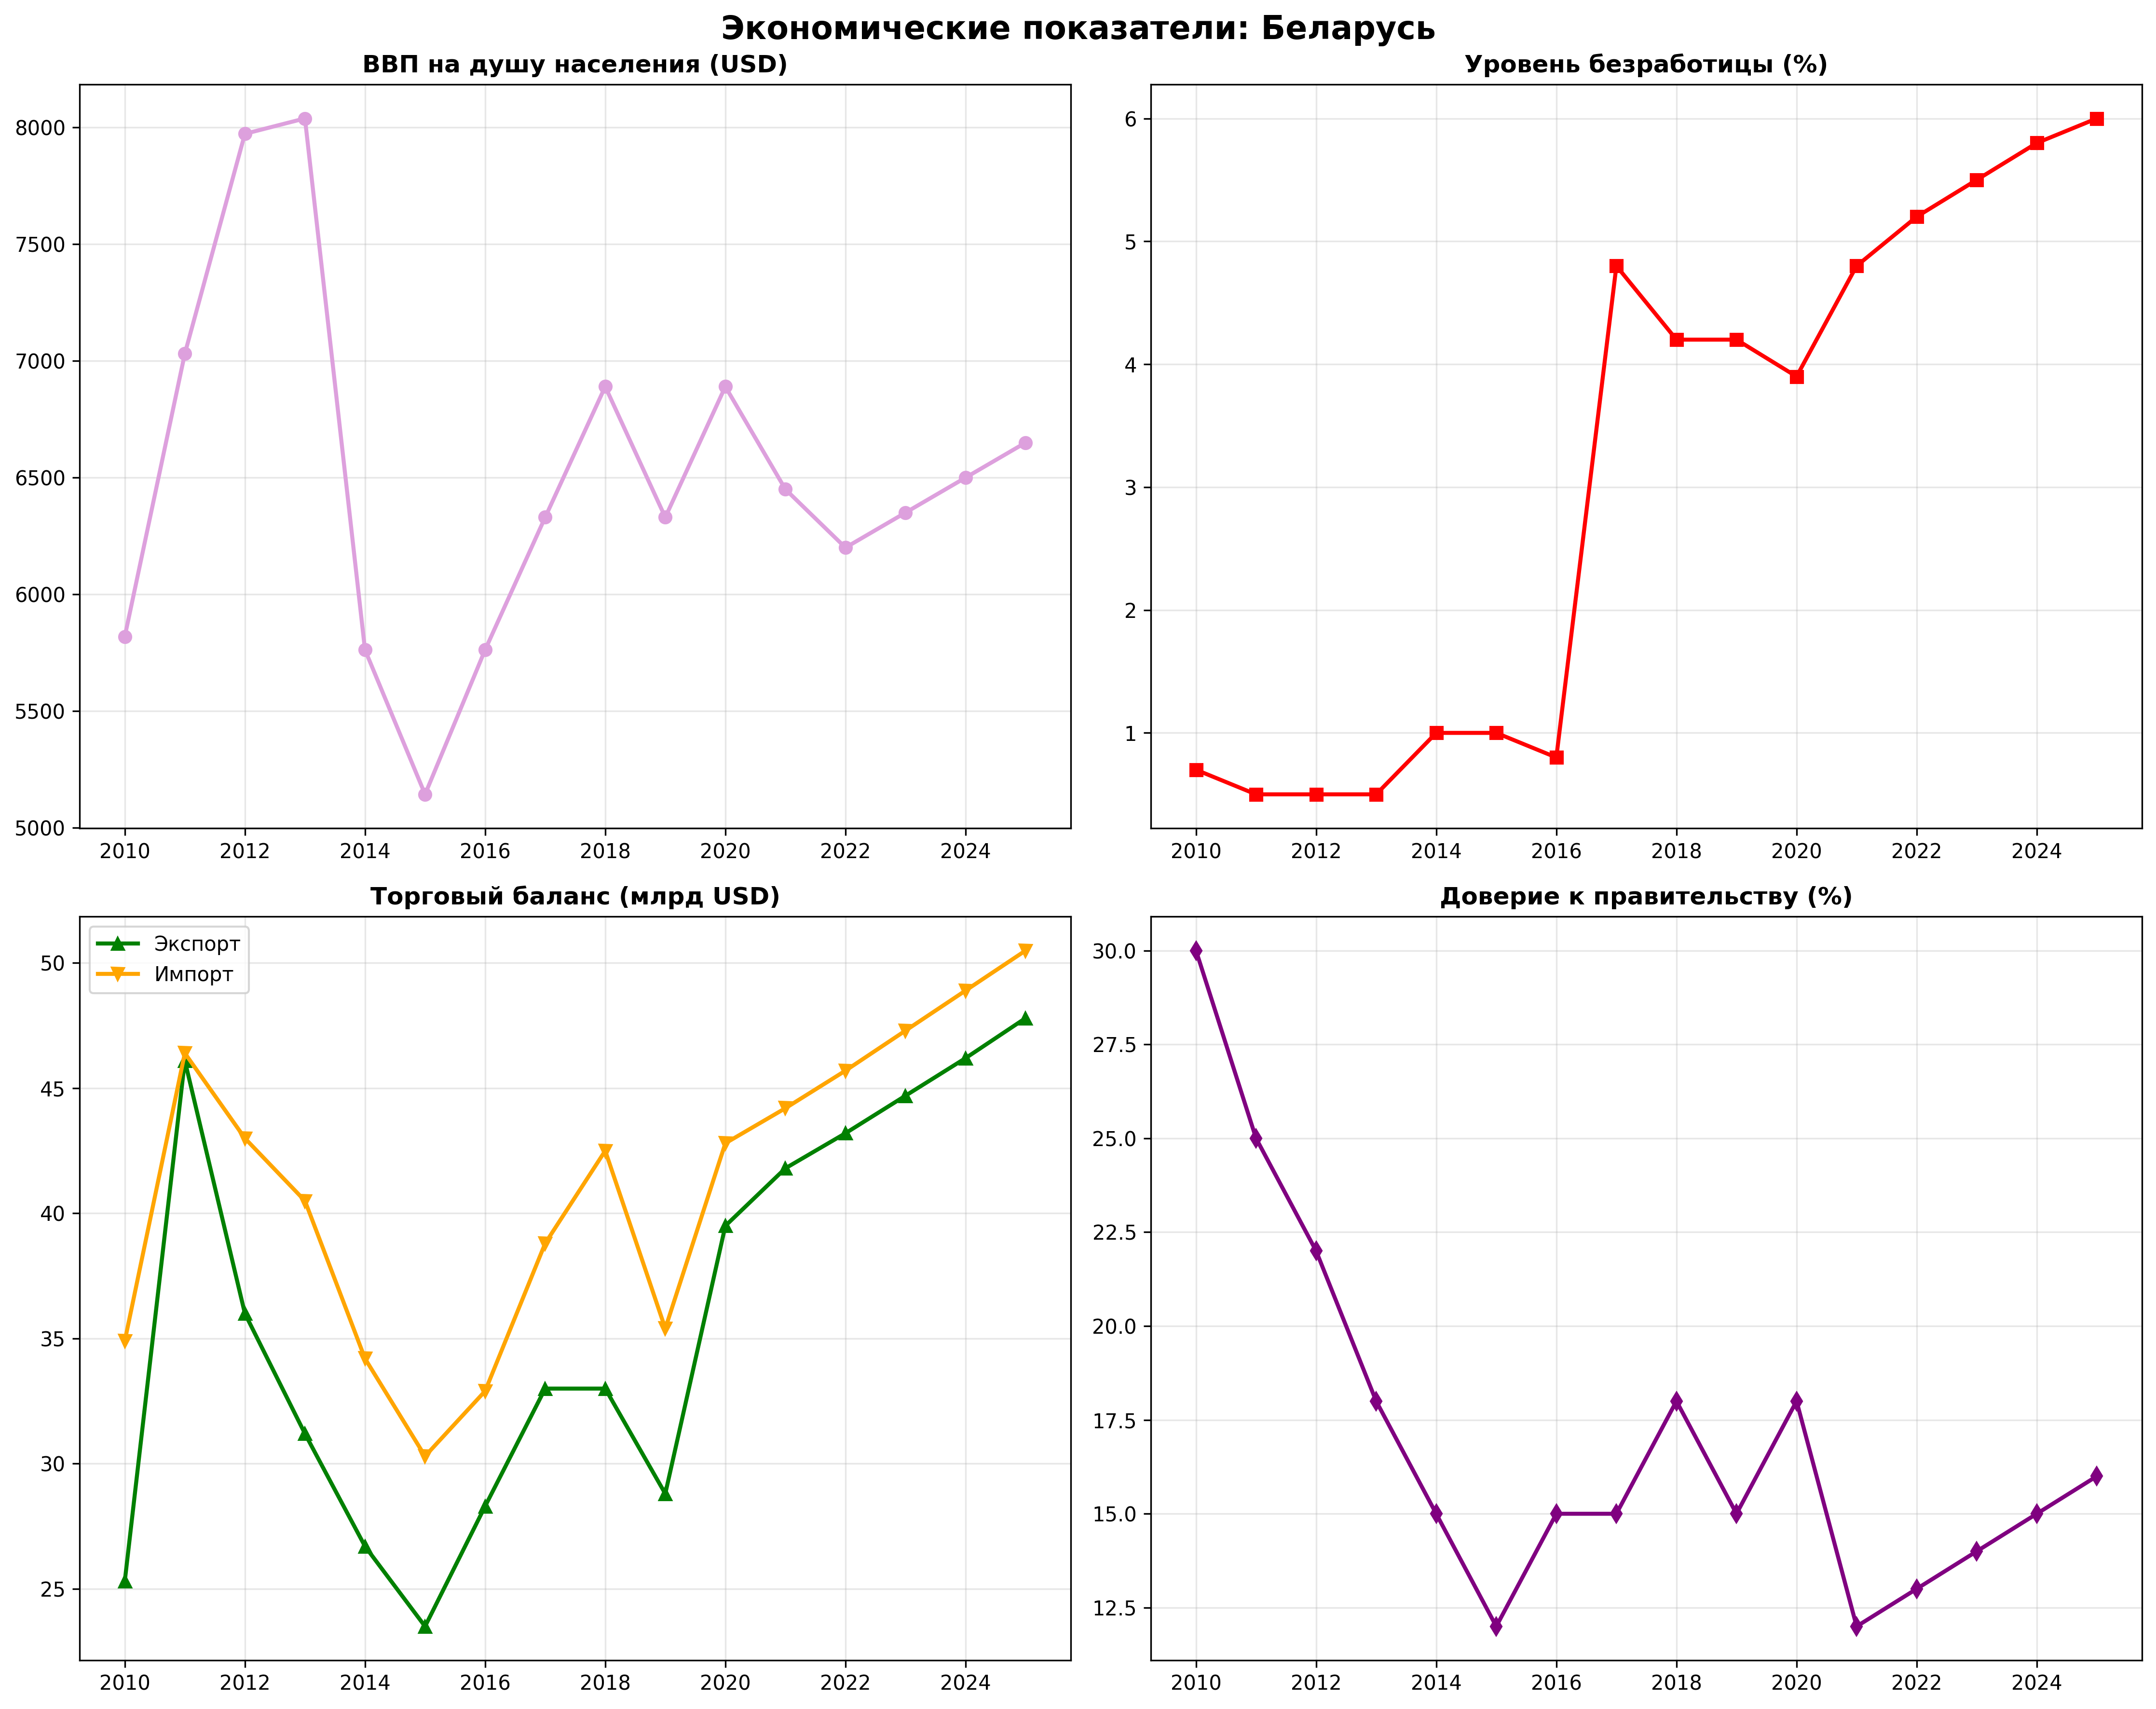 Экономические показатели: Беларусь
ВВП на душу населения (USD)
8000
7500
7000
6500
6000
5500
5000
2010 2012 2014 2016 2018 2020 2022 2024
Уровень безработицы (%)
6
5
4
3
2
1
2010 2012 2014 2016 2018 2020 2022 2024
Торговый баланс (млрд USD)
Экспорт
Импорт
50
45
40
35
30
25
2010 2012 2014 2016 2018 2020 2022 2024
Доверие к правительству (%)
30.0
27.5
25.0
22.5
20.0
17.5
15.0
12.5
2010 2012 2014 2016 2018 2020 2022 2024